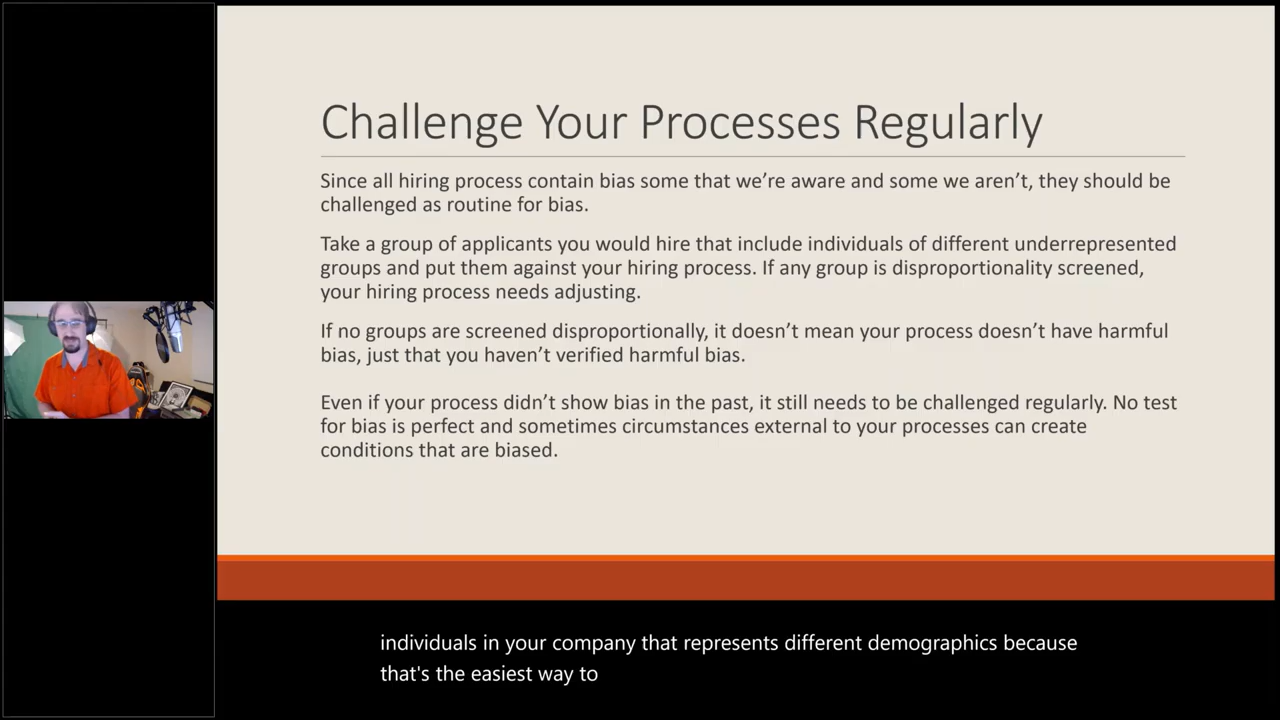 Challenge Your Processes Regularly
Since all hiring process contain bias some that we’re aware and some we aren’t, they should be
challenged as routine for bias.
Take a group of applicants you would hire that include individuals of different underrepresented
groups and put them against your hiring process. If any group is disproportionality screened,
your hiring process needs adjusting.
If no groups are screened disproportionally, it doesn’t mean your process doesn’t have harmful
bias, just that you haven’t verified harmful bias.
Even if your process didn’t show bias in the past, it still needs to be challenged regularly. No test
for bias is perfect and sometimes circumstances external to your processes can create
conditions that are biased.
individuals in your company that represents different demographics because
that's the easiest way to